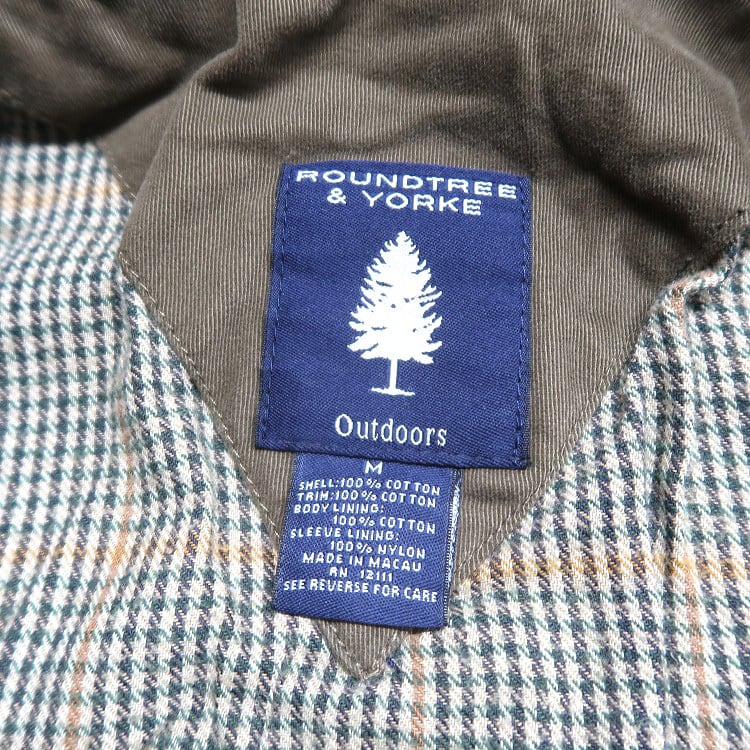 ROUNDTREE
& YORKE
Outdoors
M
SHELL:100% COTTON
TRIM:100% COTTON
BODY LINING:
100% COTTON
SLEEVE LINING:
100% NYLON
MADE IN MACAU
RN 12111
SEE REVERSE FOR CARE